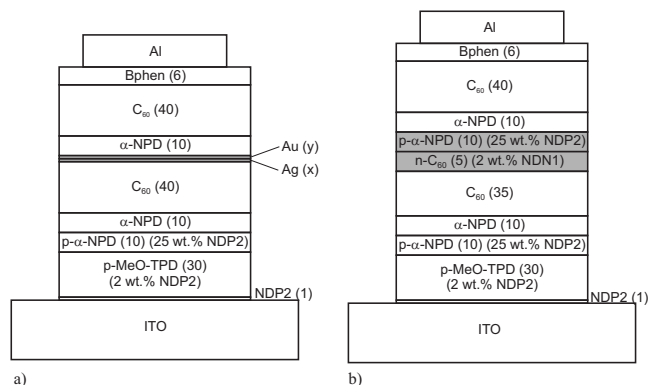 Al
Bphen (6)
C₆₀ (40)
α-NPD (10)
Au (y)
Ag (x)
C₆₀ (40)
α-NPD (10)
p-α-NPD (10) (25 wt.% NDP2)
p-MeO-TPD (30)
(2 wt.% NDP2)
NDP2 (1)
ITO
a)
Al
Bphen (6)
C₆₀ (40)
α-NPD (10)
p-α-NPD (10) (25 wt.% NDP2)
n-C₆₀ (5) (2 wt.% NDN1)
C₆₀ (35)
α-NPD (10)
p-α-NPD (10) (25 wt.% NDP2)
p-MeO-TPD (30)
(2 wt.% NDP2)
NDP2 (1)
ITO
b)